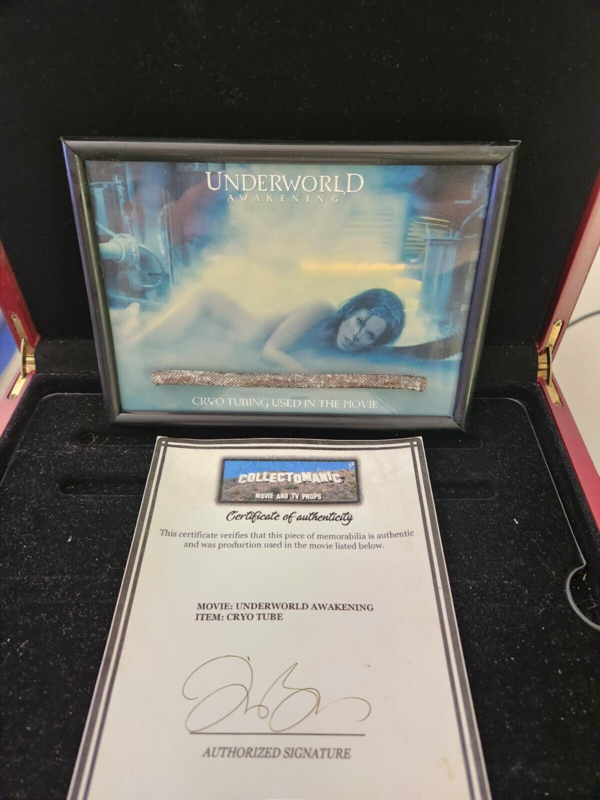 UNDERWORLD
AWAKENING
CRYO TUBING USED IN THE MOVIE
COLLECTOMANIC
MOVIE AND TV PROPS
Certificate of authenticity
This certificate verifies that this piece of memorabilia is authentic
and was production used in the movie listed below.
MOVIE: UNDERWORLD AWAKENING
ITEM: CRYO TUBE
AUTHORIZED SIGNATURE